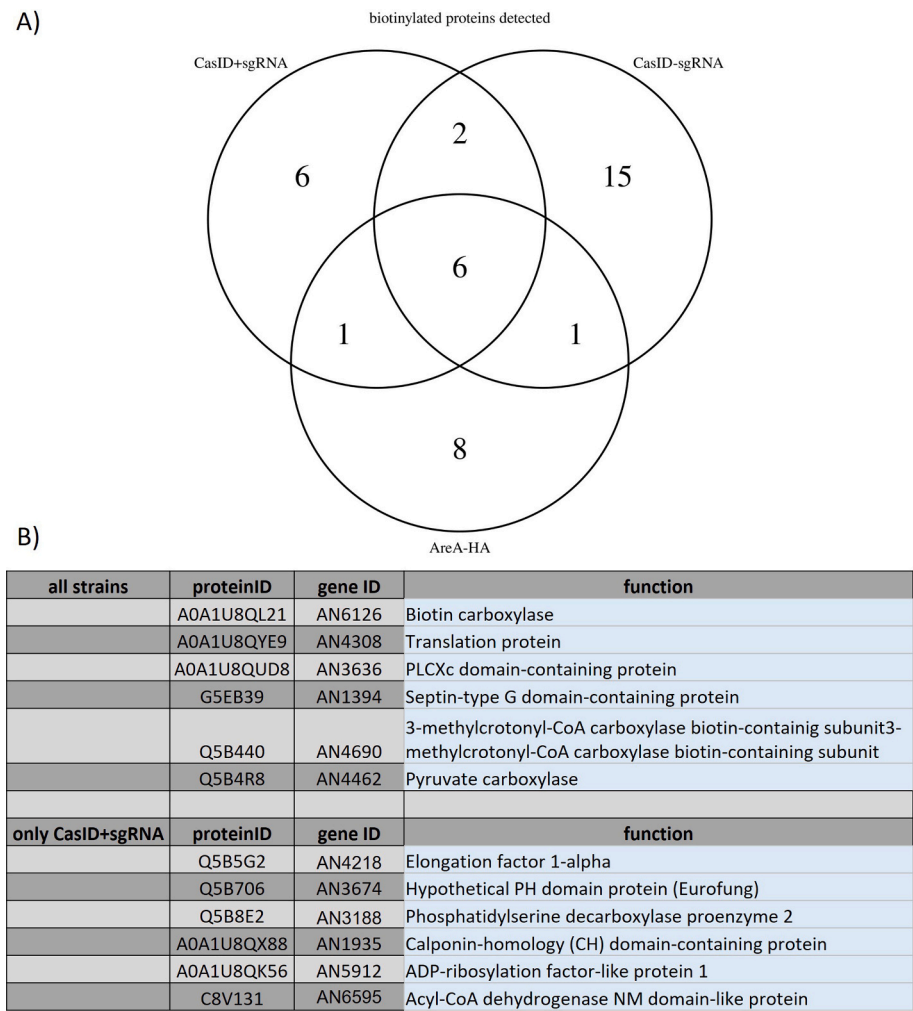 A)
biotinylated proteins detected
CasID+sgRNA
CasID-sgRNA
2
6
15
6
1
1
8
AreA-HA
B)
all strains proteinID gene ID function
A0A1U8QL21 AN6126 Biotin carboxylase
A0A1U8QYE9 AN4308 Translation protein
A0A1U8QUD8 AN3636 PLCXc domain-containing protein
G5EB39 AN1394 Septin-type G domain-containing protein
3-methylcrotonyl-CoA carboxylase biotin-containig subunit3-
Q5B440 AN4690 methylcrotonyl-CoA carboxylase biotin-containing subunit
Q5B4R8 AN4462 Pyruvate carboxylase
only CasID+sgRNA proteinID gene ID function
Q5B5G2 AN4218 Elongation factor 1-alpha
Q5B706 AN3674 Hypothetical PH domain protein (Eurofung)
Q5B8E2 AN3188 Phosphatidylserine decarboxylase proenzyme 2
A0A1U8QX88 AN1935 Calponin-homology (CH) domain-containing protein
A0A1U8QK56 AN5912 ADP-ribosylation factor-like protein 1
C8V131 AN6595 Acyl-CoA dehydrogenase NM domain-like protein